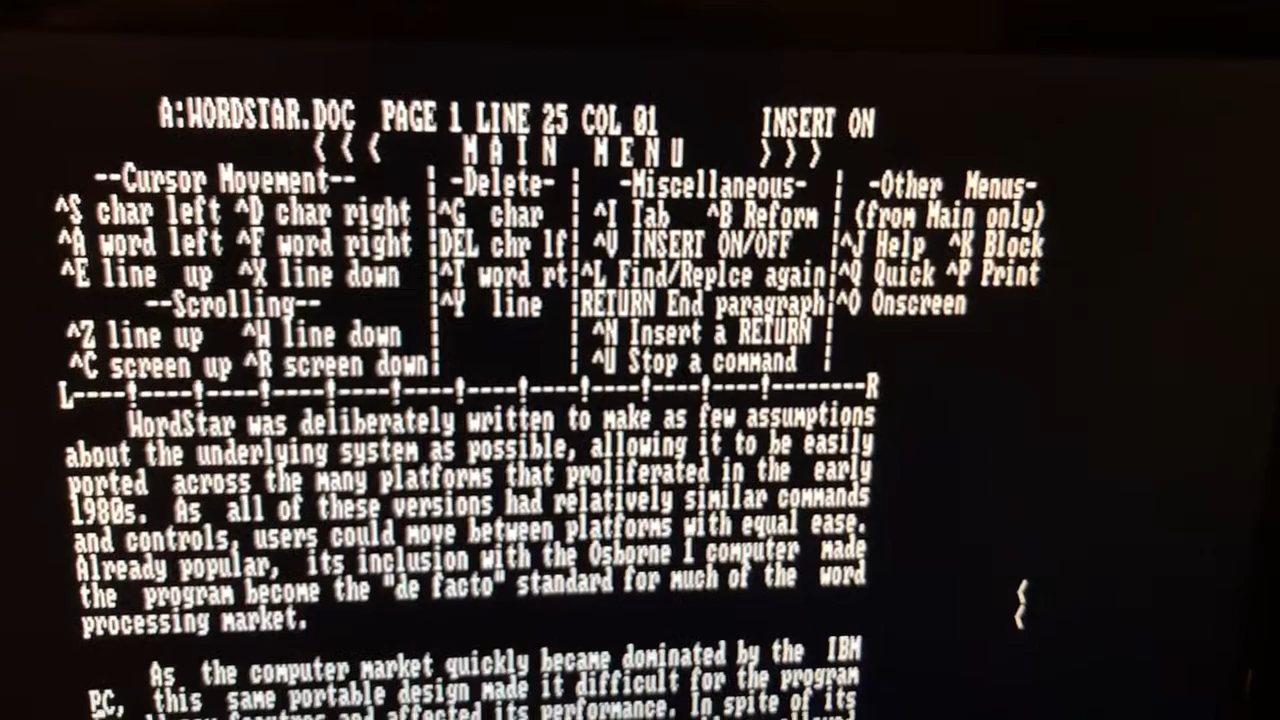 A:WORDSTAR.DOC PAGE 1 LINE 25 COL 01 INSERT ON
< < < M A I N M E N U > > >
--Cursor Movement-- | -Delete- | -Miscellaneous- | -Other Menus-
^S char left ^D char right |^G char | ^I Tab ^B Reform | (from Main only)
^A word left ^F word right |DEL chr lf| ^V INSERT ON/OFF |^J Help ^K Block
^E line up ^X line down |^T word rt|^L Find/Replce again|^Q Quick ^P Print
--Scrolling-- |^Y line |RETURN End paragraph|^O Onscreen
^Z line up ^W line down | | ^N Insert a RETURN |
^C screen up ^R screen down| | ^U Stop a command |
L----!----!----!----!----!----!----!----!----!----!----!--------R
WordStar was deliberately written to make as few assumptions
about the underlying system as possible, allowing it to be easily
ported across the many platforms that proliferated in the early
1980s. As all of these versions had relatively similar commands
and controls, users could move between platforms with equal ease.
Already popular, its inclusion with the Osborne 1 computer made
the program become the "de facto" standard for much of the word
processing market. <
<
As the computer market quickly became dominated by the IBM
PC, this same portable design made it difficult for the program
features and affected its performance. In spite of its